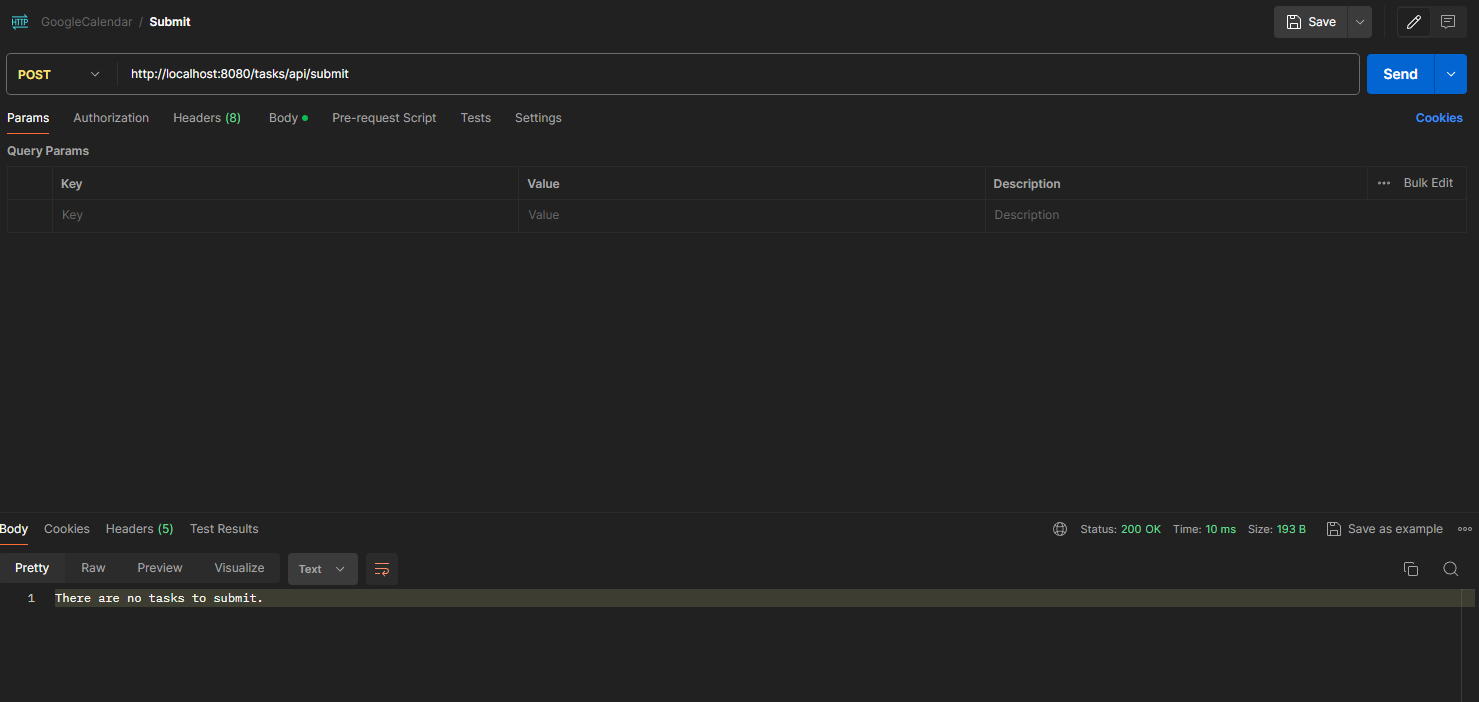 HTTP GoogleCalendar / Submit Save
POST http://localhost:8080/tasks/api/submit Send
Params Authorization Headers (8) Body Pre-request Script Tests Settings Cookies
Query Params
Key Value Description Bulk Edit
Key Value Description
Body Cookies Headers (5) Test Results Status: 200 OK Time: 10 ms Size: 193 B Save as example
Pretty Raw Preview Visualize Text
1 There are no tasks to submit.